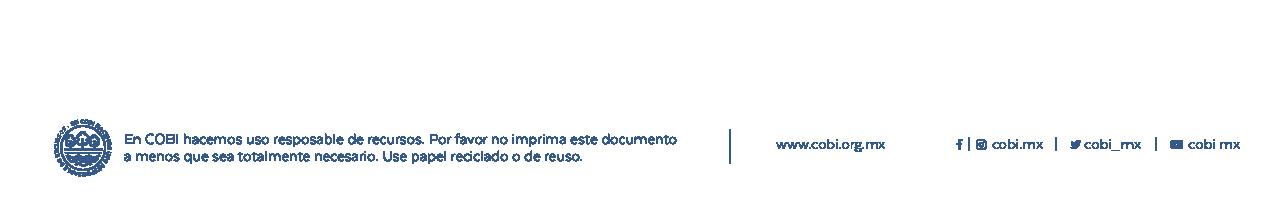 En COBI hacemos uso resposable de recursos. Por favor no imprima este documento
a menos que sea totalmente necesario. Use papel reciclado o de reuso.
www.cobi.org.mx
cobi.mx | cobi_mx | cobi mx